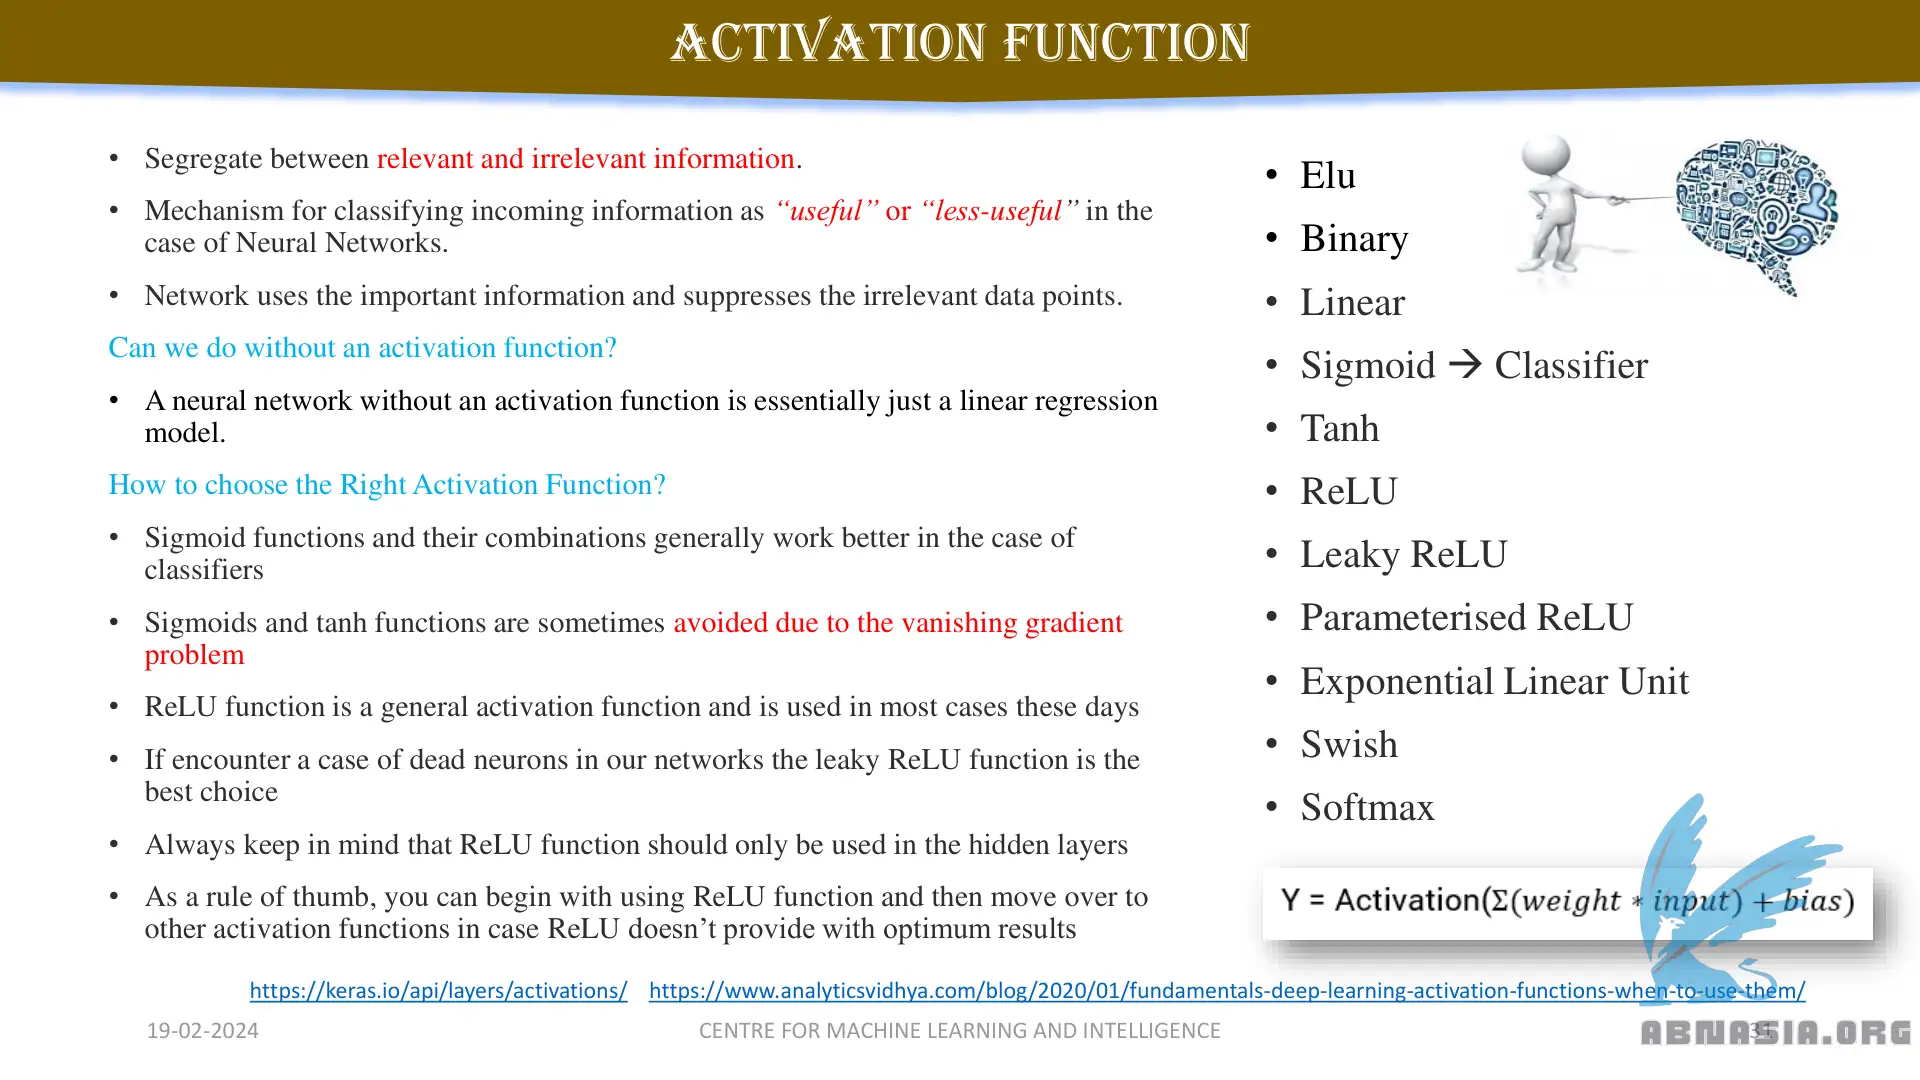 ACTIVATION FUNCTION
• Segregate between relevant and irrelevant information.
• Mechanism for classifying incoming information as “useful” or “less-useful” in the
case of Neural Networks.
• Network uses the important information and suppresses the irrelevant data points.
Can we do without an activation function?
• A neural network without an activation function is essentially just a linear regression
model.
How to choose the Right Activation Function?
• Sigmoid functions and their combinations generally work better in the case of
classifiers
• Sigmoids and tanh functions are sometimes avoided due to the vanishing gradient
problem
• ReLU function is a general activation function and is used in most cases these days
• If encounter a case of dead neurons in our networks the leaky ReLU function is the
best choice
• Always keep in mind that ReLU function should only be used in the hidden layers
• As a rule of thumb, you can begin with using ReLU function and then move over to
other activation functions in case ReLU doesn’t provide with optimum results
• Elu
• Binary
• Linear
• Sigmoid → Classifier
• Tanh
• ReLU
• Leaky ReLU
• Parameterised ReLU
• Exponential Linear Unit
• Swish
• Softmax
Y = Activation(Σ(weight * input) + bias)
https://keras.io/api/layers/activations/ https://www.analyticsvidhya.com/blog/2020/01/fundamentals-deep-learning-activation-functions-when-to-use-them/
19-02-2024 CENTRE FOR MACHINE LEARNING AND INTELLIGENCE 31
ABNASIA.ORG